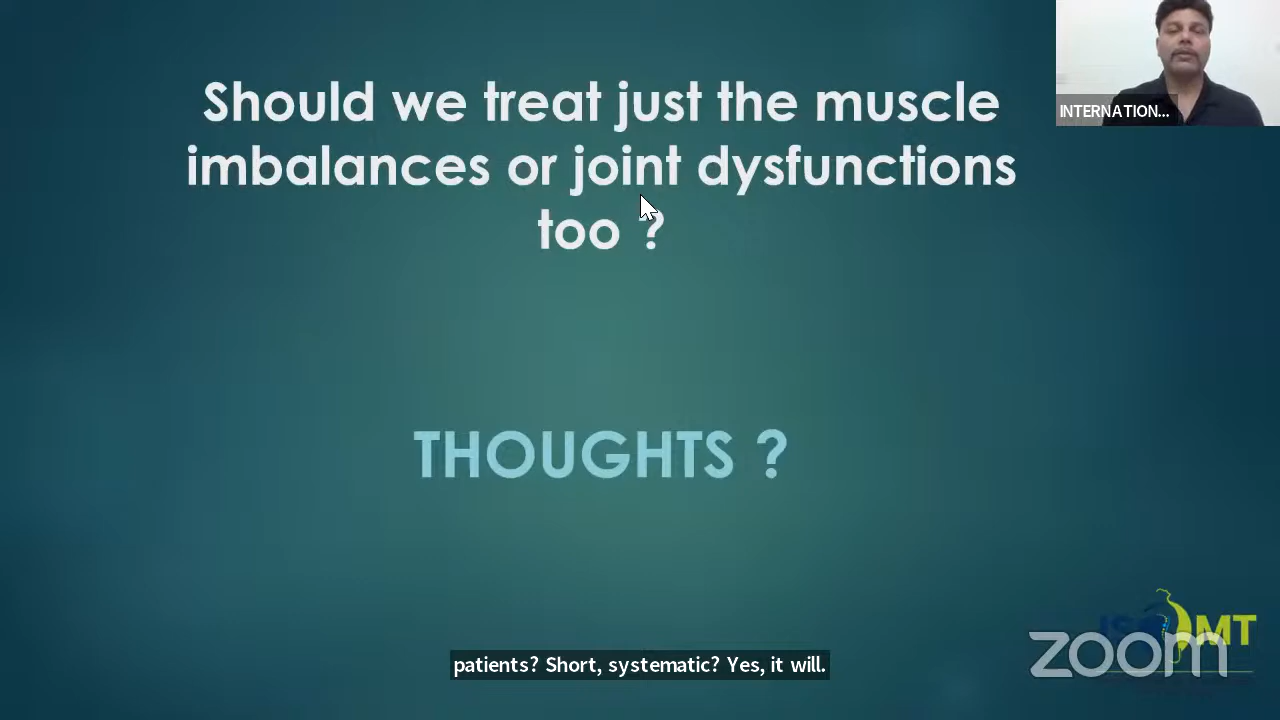 Should we treat just the muscle
imbalances or joint dysfunctions
too ?
INTERNATION...
THOUGHTS ?
patients? Short, systematic? Yes, it will.
zoom